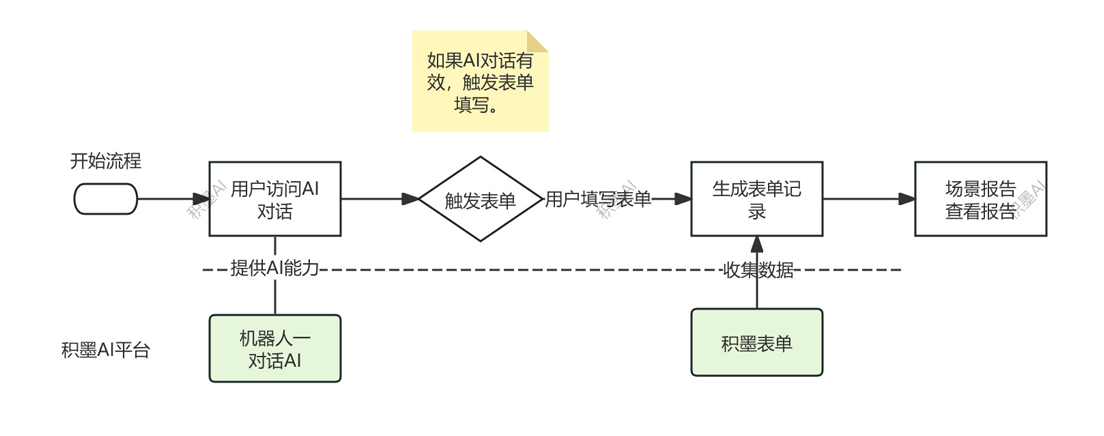 如果AI对话有
效，触发表单
填写。
开始流程
用户访问AI
对话
触发表单
用户填写表单
生成表单记
录
场景报告
查看报告
积墨AI
积墨AI
积墨AI
提供AI能力
收集数据
积墨AI平台
机器人一
对话AI
积墨表单